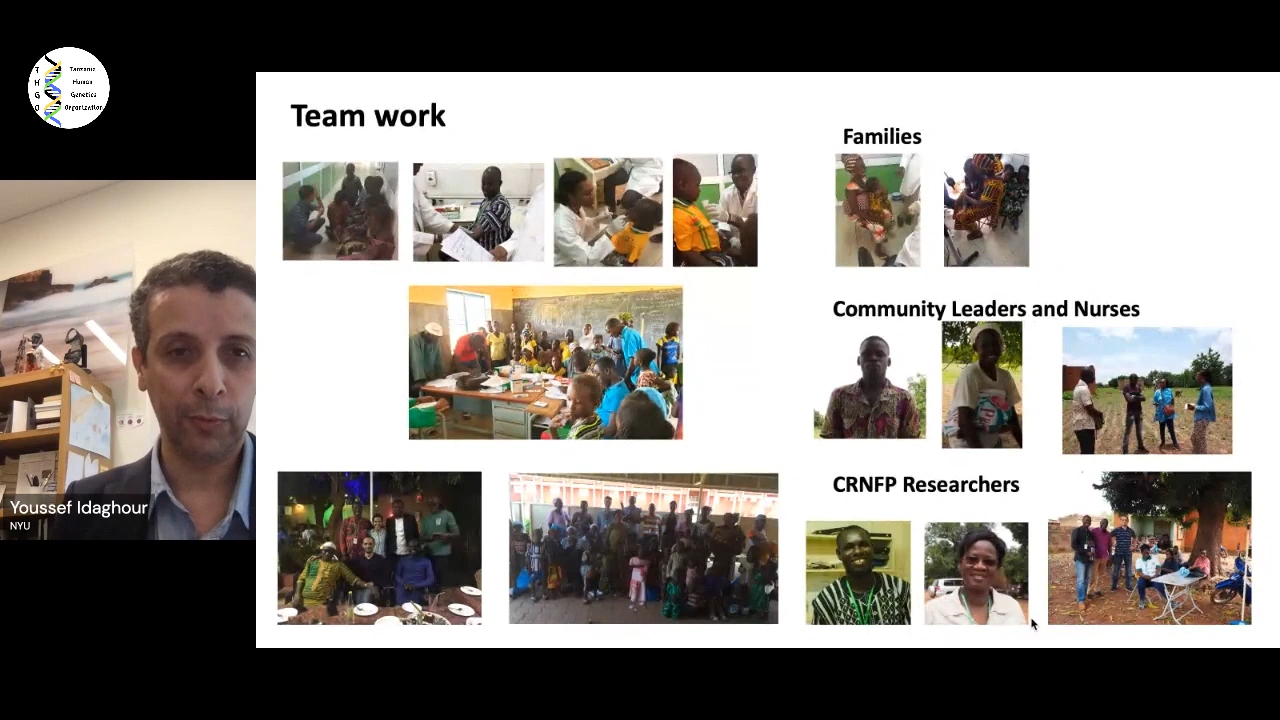 T Tanzania
H Human
G Genetics
O Organization
Team work
Families
Community Leaders and Nurses
CRNFP Researchers
Youssef Idaghour
NYU